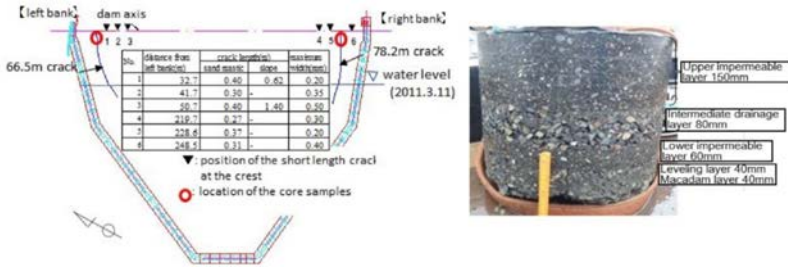 【left bank】 dam axis 【right bank】
1 2 3 4 5 6
66.5m crack
78.2m crack
water level
(2011.3.11)
No. distance from left bank(m) crack length(m) maximum width(mm)
sand mastic slope
1 32.7 0.40 0.62 0.20
2 41.7 0.30 - 0.35
3 50.7 0.40 1.40 0.50
4 219.7 0.27 - 0.30
5 228.6 0.37 - 0.20
6 248.5 0.31 - 0.40
▼: position of the short length crack
at the crest
: location of the core samples
Upper impermeable
layer 150mm
Intermediate drainage
layer 80mm
Lower impermeable
layer 60mm
Leveling layer 40mm
Macadam layer 40mm